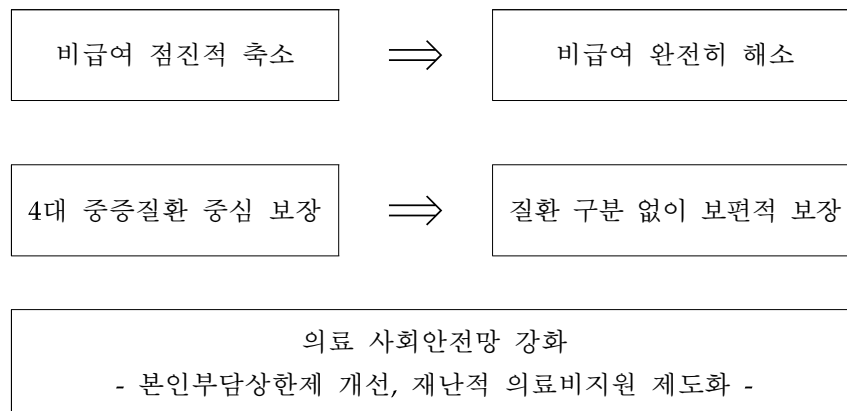 비급여 점진적 축소 ⇒ 비급여 완전히 해소
4대 중증질환 중심 보장 ⇒ 질환 구분 없이 보편적 보장
의료 사회안전망 강화
- 본인부담상한제 개선, 재난적 의료비지원 제도화 -